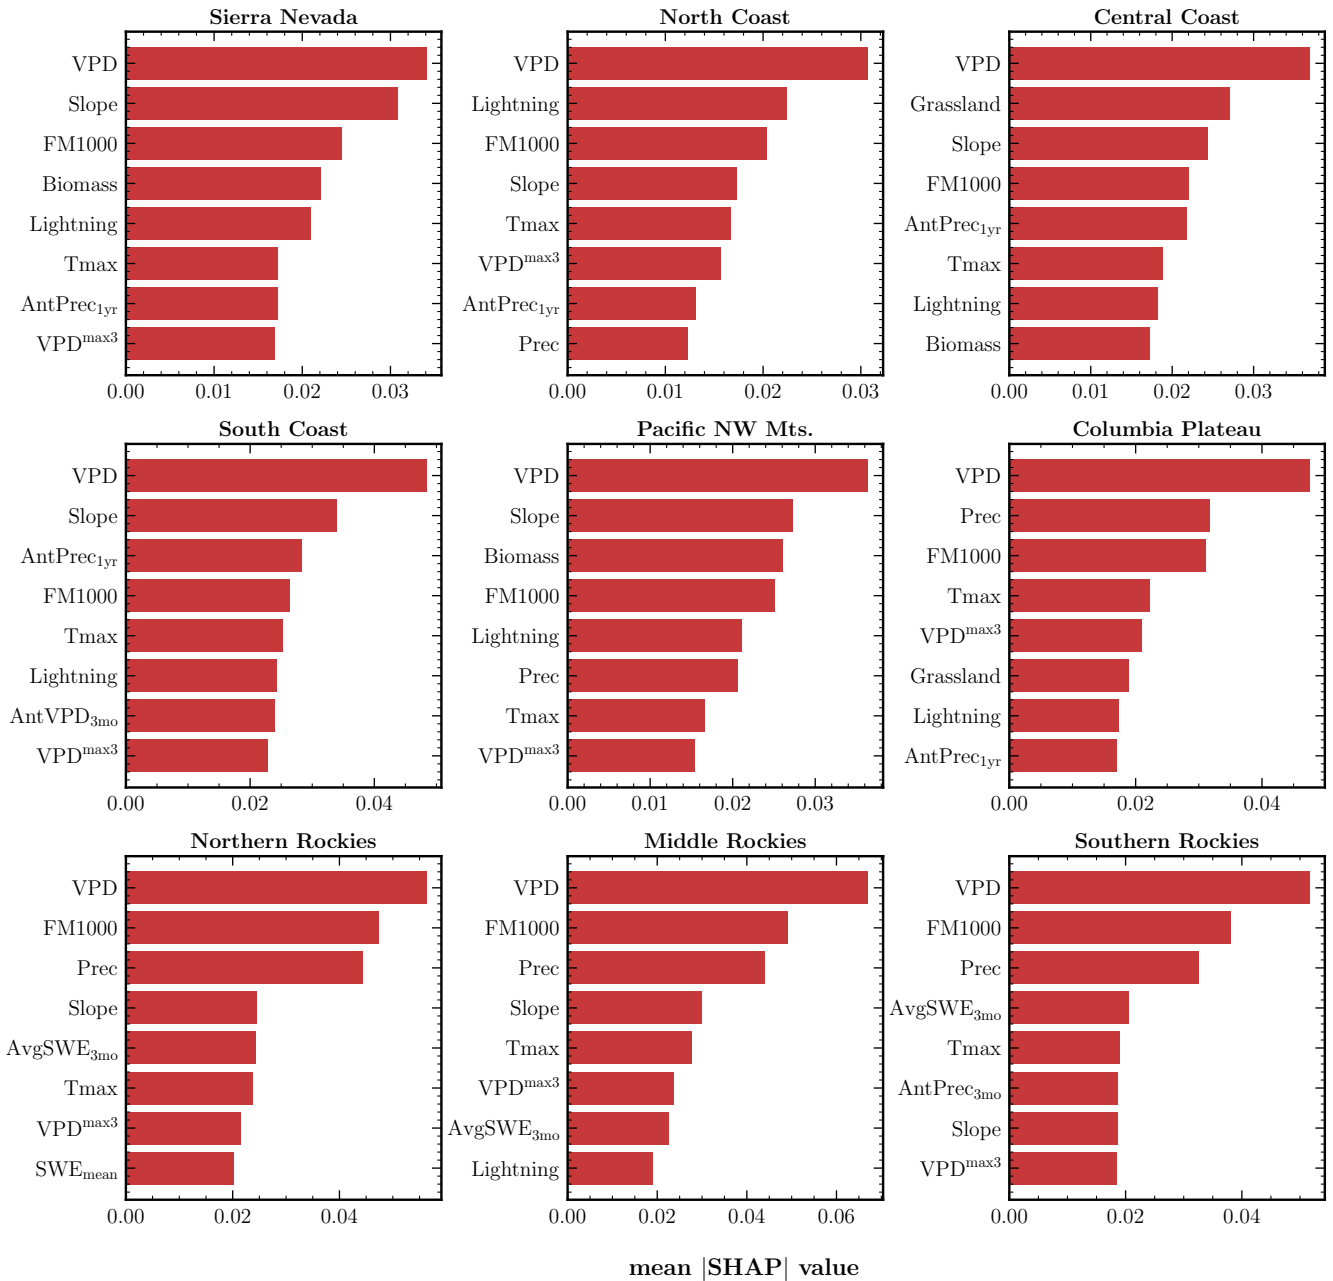 Sierra Nevada
VPD
Slope
FM1000
Biomass
Lightning
Tmax
AntPrec1yr
VPDmax3
0.00 0.01 0.02 0.03
North Coast
VPD
Lightning
FM1000
Slope
Tmax
VPDmax3
AntPrec1yr
Prec
0.00 0.01 0.02 0.03
Central Coast
VPD
Grassland
Slope
FM1000
AntPrec1yr
Tmax
Lightning
Biomass
0.00 0.01 0.02 0.03
South Coast
VPD
Slope
AntPrec1yr
FM1000
Tmax
Lightning
AntVPD3mo
VPDmax3
0.00 0.02 0.04
Pacific NW Mts.
VPD
Slope
Biomass
FM1000
Lightning
Prec
Tmax
VPDmax3
0.00 0.01 0.02 0.03
Columbia Plateau
VPD
Prec
FM1000
Tmax
VPDmax3
Grassland
Lightning
AntPrec1yr
0.00 0.02 0.04
Northern Rockies
VPD
FM1000
Prec
Slope
AvgSWE3mo
Tmax
VPDmax3
SWEmean
0.00 0.02 0.04
Middle Rockies
VPD
FM1000
Prec
Slope
Tmax
VPDmax3
AvgSWE3mo
Lightning
0.00 0.02 0.04 0.06
Southern Rockies
VPD
FM1000
Prec
AvgSWE3mo
Tmax
AntPrec3mo
Slope
VPDmax3
0.00 0.02 0.04
mean |SHAP| value